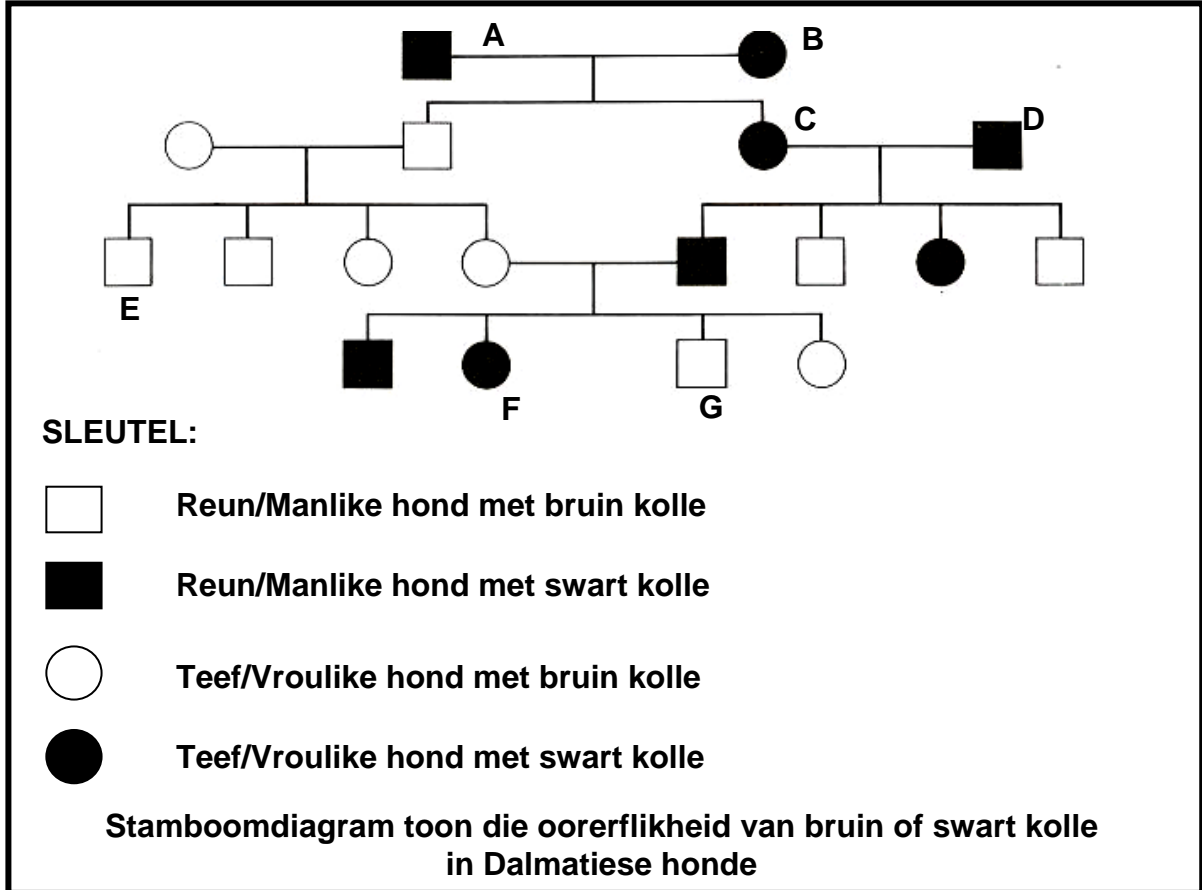 A
B
C
D
E
F
G
SLEUTEL:
Reun/Manlike hond met bruin kolle
Reun/Manlike hond met swart kolle
Teef/Vroulike hond met bruin kolle
Teef/Vroulike hond met swart kolle
Stamboomdiagram toon die oorerflikheid van bruin of swart kolle
in Dalmatiese honde